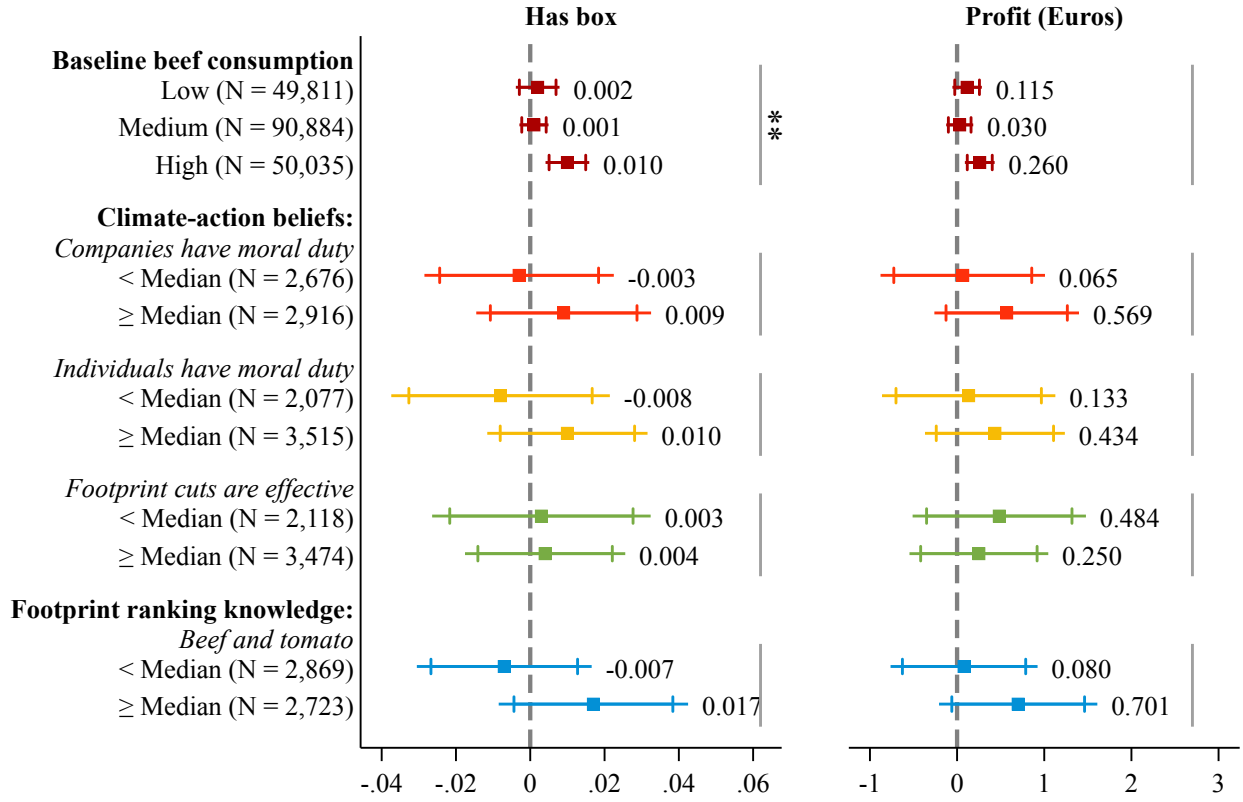 Has box Profit (Euros)
Baseline beef consumption
Low (N = 49,811) 0.002 0.115
Medium (N = 90,884) 0.001 ** 0.030
High (N = 50,035) 0.010 0.260
Climate-action beliefs:
Companies have moral duty
< Median (N = 2,676) -0.003 0.065
≥ Median (N = 2,916) 0.009 0.569
Individuals have moral duty
< Median (N = 2,077) -0.008 0.133
≥ Median (N = 3,515) 0.010 0.434
Footprint cuts are effective
< Median (N = 2,118) 0.003 0.484
≥ Median (N = 3,474) 0.004 0.250
Footprint ranking knowledge:
Beef and tomato
< Median (N = 2,869) -0.007 0.080
≥ Median (N = 2,723) 0.017 0.701
-.04 -.02 0 .02 .04 .06 -1 0 1 2 3